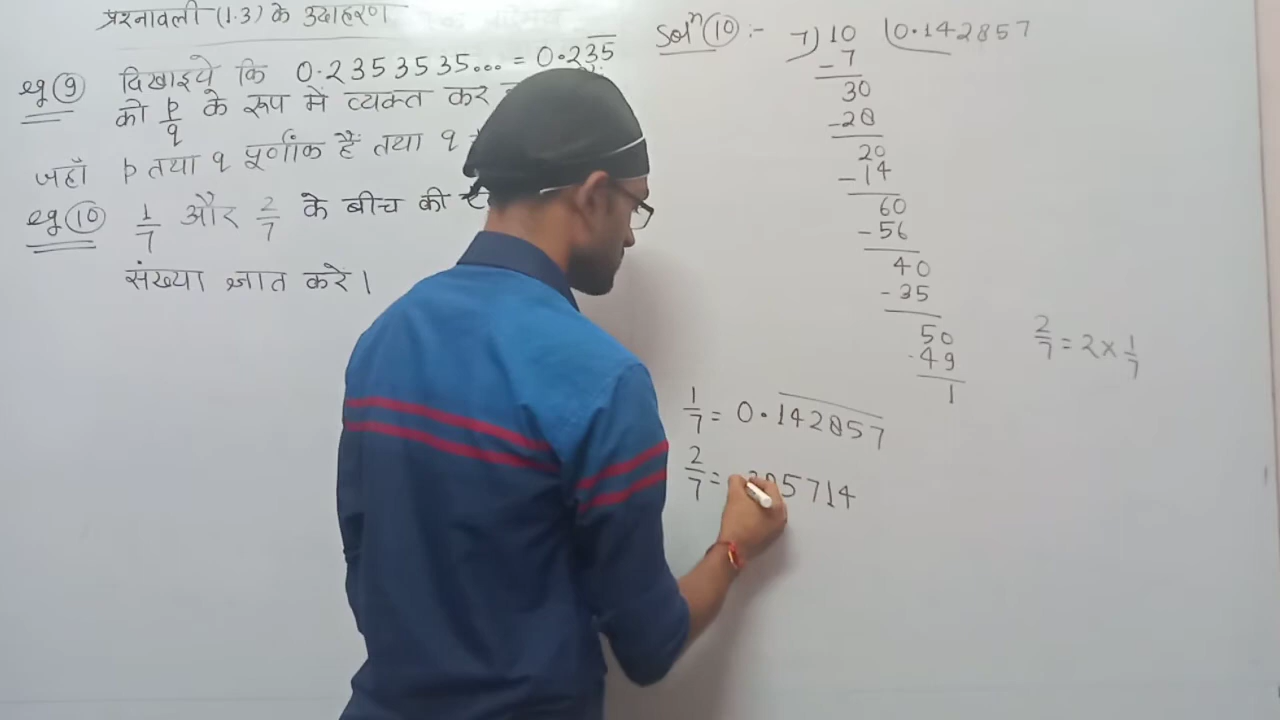 प्रश्नावली (1.3) के उदाहरण
eg ⑨ दिखाइये कि 0.2353535... = 0.235
को p/q के रूप में व्यक्त कर
जहाँ p तथा q पूर्णांक हैं तथा q
eg ⑩ 1/7 और 2/7 के बीच की
संख्या ज्ञात करें।
Solⁿ ⑩ :- 7) 10 (0.142857
-7
30
-28
20
-14
60
-56
40
-35
50
-49
1
2/7 = 2 × 1/7
1/7 = 0.142857
2/7 = 5714